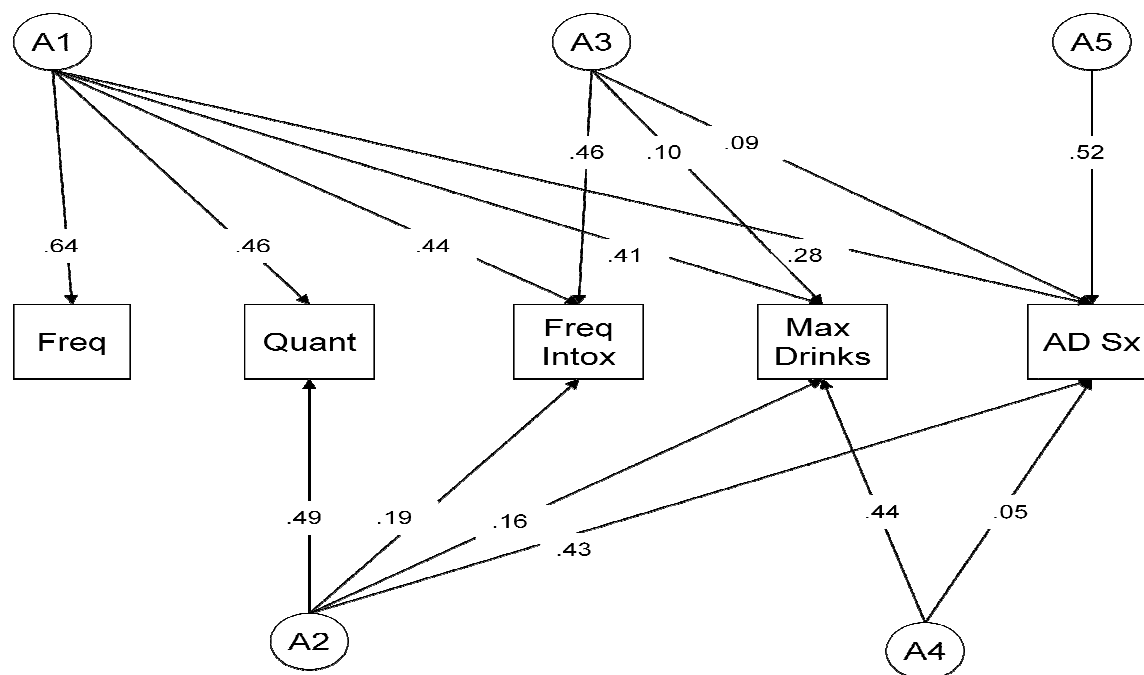 A1
A3
A5
.46
.10
.09
.52
.64
.46
.44
.41
.28
Freq
Quant
Freq
Intox
Max
Drinks
AD Sx
.49
.19
.16
.43
.44
.05
A2
A4